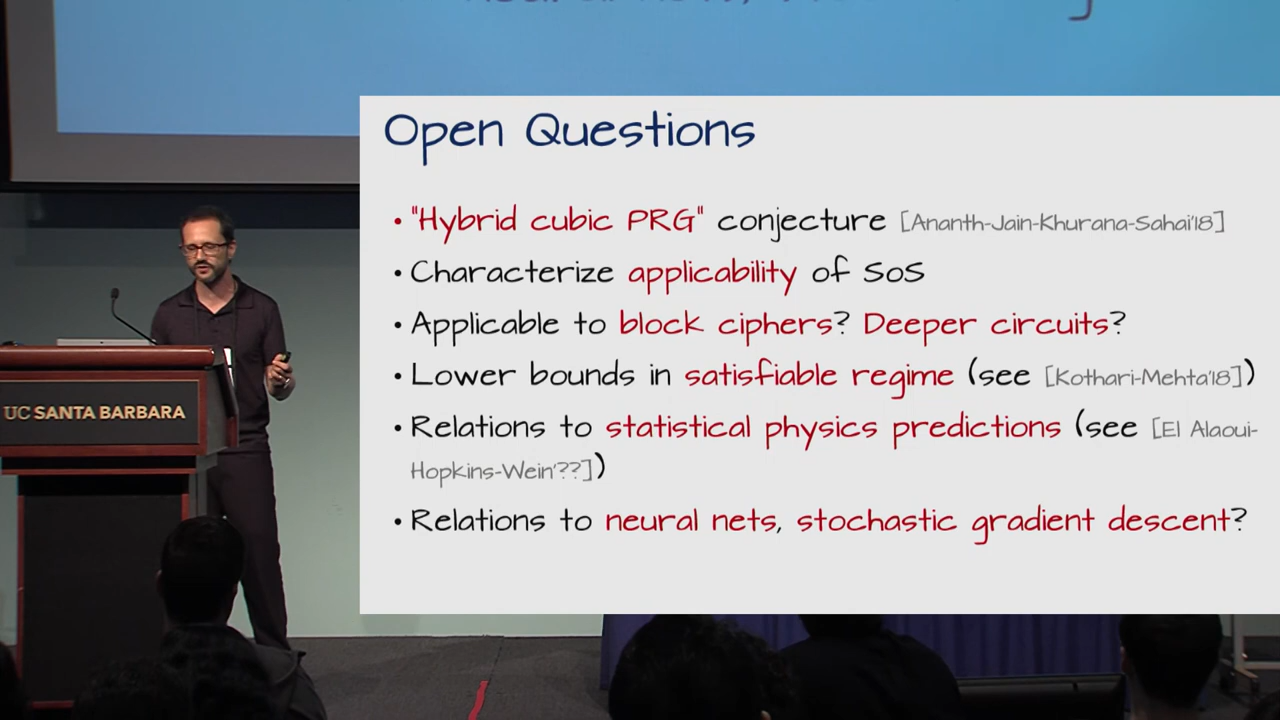 Open Questions
• "Hybrid cubic PRG" conjecture [Ananth-Jain-Khurana-Sahai'18]
• Characterize applicability of SoS
• Applicable to block ciphers? Deeper circuits?
• Lower bounds in satisfiable regime (see [Kothari-Mehta'18])
• Relations to statistical physics predictions (see [El Alaoui-
Hopkins-Wein'??])
• Relations to neural nets, stochastic gradient descent?
UC SANTA BARBARA